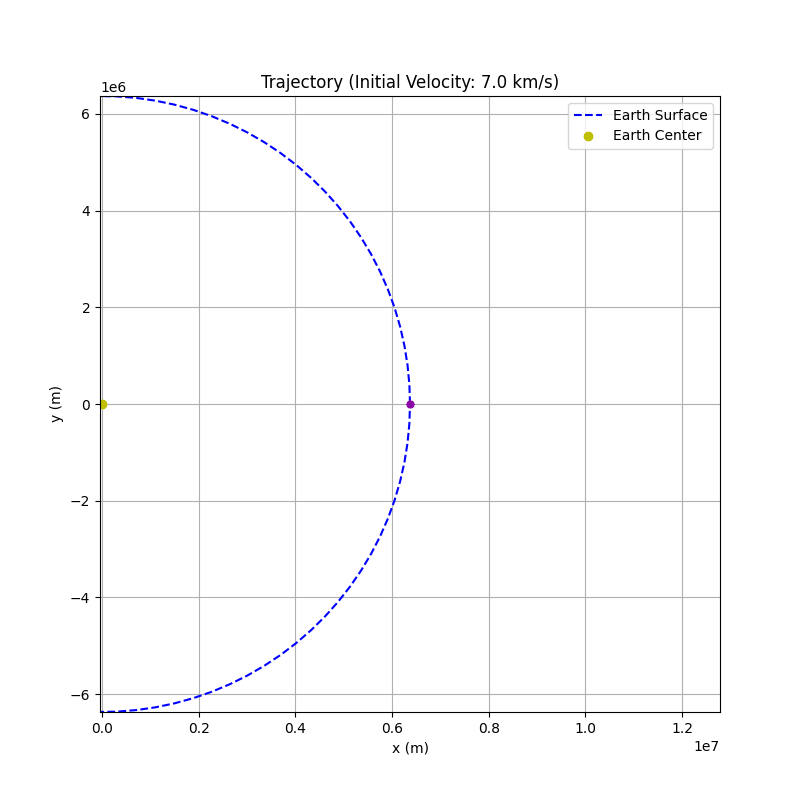 Trajectory (Initial Velocity: 7.0 km/s)
1e6
Earth Surface
Earth Center
6
4
2
0
−2
−4
−6
y (m)
0.0 0.2 0.4 0.6 0.8 1.0 1.2
1e7
x (m)